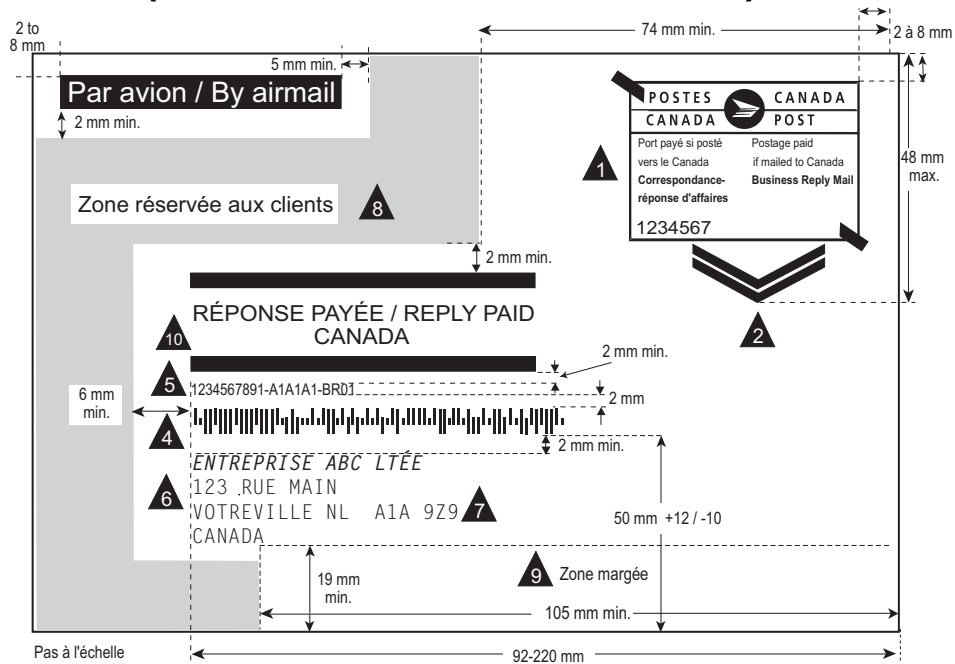 2 to
8 mm
74 mm min.
2 à 8 mm
5 mm min.
Par avion / By airmail
2 mm min.
POSTES CANADA
CANADA POST
Port payé si posté
vers le Canada
Correspondance-
réponse d'affaires
Postage paid
if mailed to Canada
Business Reply Mail
1234567
1
48 mm
max.
Zone réservée aux clients
8
2 mm min.
2
RÉPONSE PAYÉE / REPLY PAID
CANADA
10
2 mm min.
5
1234567891-A1A1A1-BR01
6 mm
min.
2 mm
4
2 mm min.
ENTREPRISE ABC LTÉE
123 RUE MAIN
VOTREVILLE NL A1A 9Z9
CANADA
6
7
50 mm +12 / -10
19 mm
min.
9
Zone margée
105 mm min.
Pas à l'échelle
92-220 mm